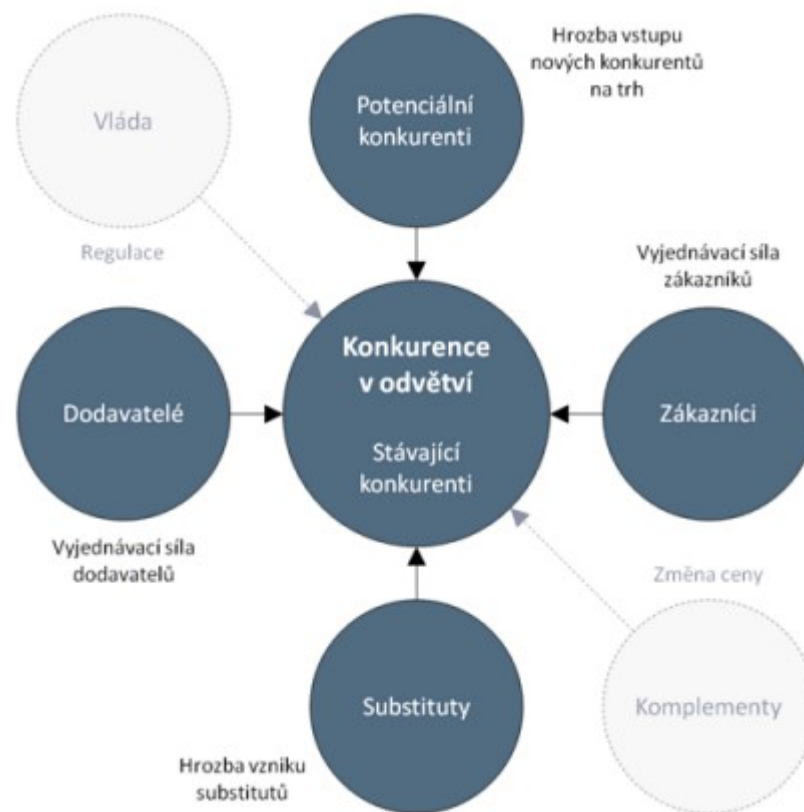 Hrozba vstupu
nových konkurentů
na trh
Vláda
Potenciální
konkurenti
Regulace
Vyjednávací síla
zákazníků
Konkurence
v odvětví
Dodavatelé
Zákazníci
Stávající
konkurenti
Vyjednávací síla
dodavatelů
Změna ceny
Substituty
Komplementy
Hrozba vzniku
substitutů